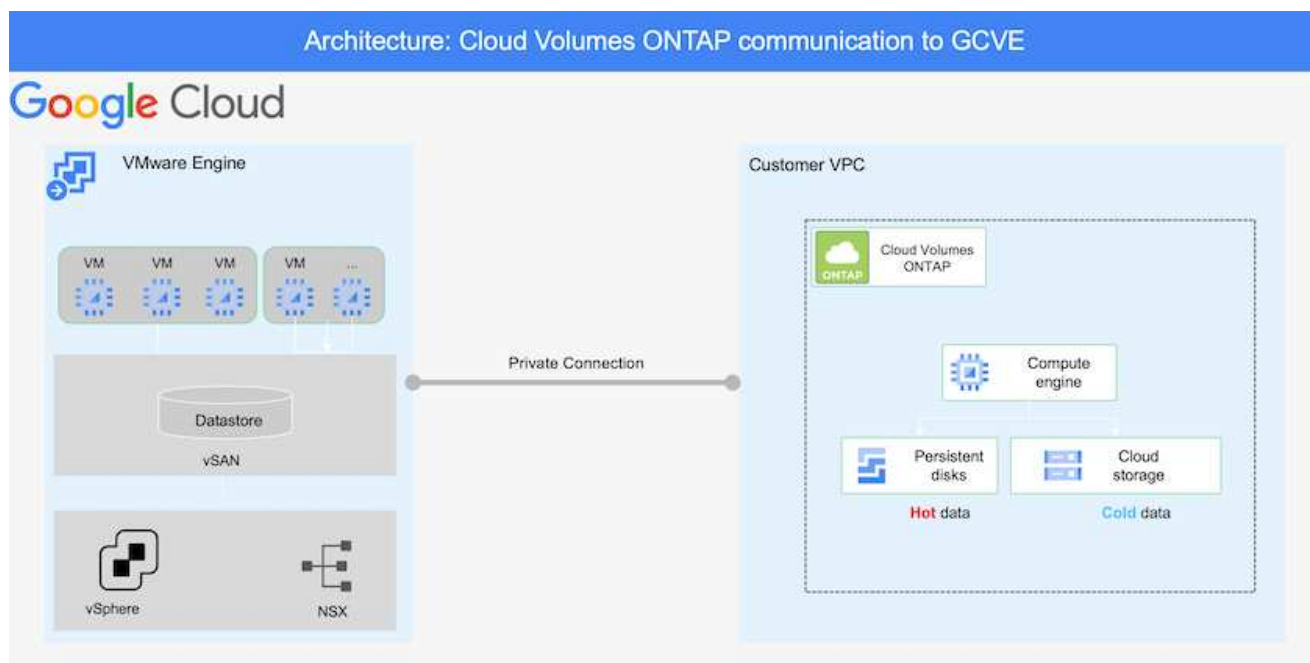 Architecture: Cloud Volumes ONTAP communication to GCVE
Google Cloud
VMware Engine
VM VM VM VM ...
Datastore
vSAN
vSphere
NSX
Private Connection
Customer VPC
ONTAP
Cloud Volumes
ONTAP
Compute
engine
Persistent
disks
Hot data
Cloud
storage
Cold data